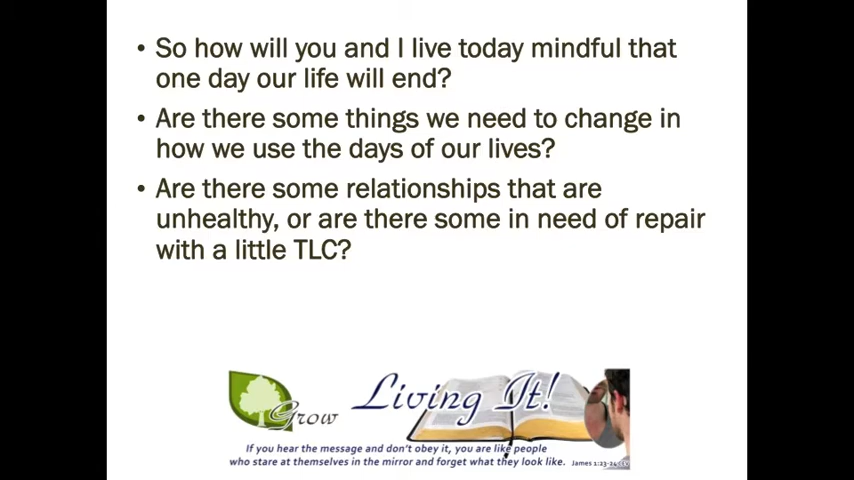 • So how will you and I live today mindful that
one day our life will end?
• Are there some things we need to change in
how we use the days of our lives?
• Are there some relationships that are
unhealthy, or are there some in need of repair
with a little TLC?
Grow
Living It!
If you hear the message and don't obey it, you are like people
who stare at themselves in the mirror and forget what they look like. James 1:23-24